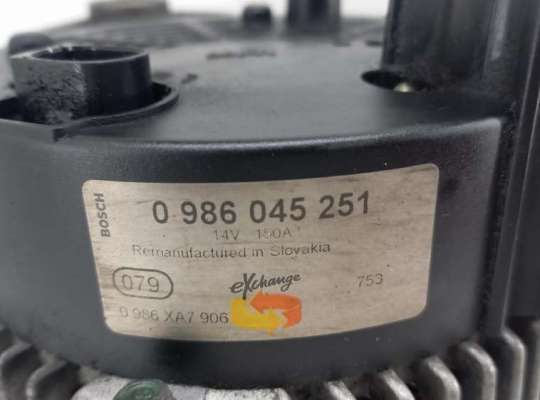 BOSCH
0 986 045 251
14V 150A
Remanufactured in Slovakia
079
eXchange
753
0 986 XA7 906